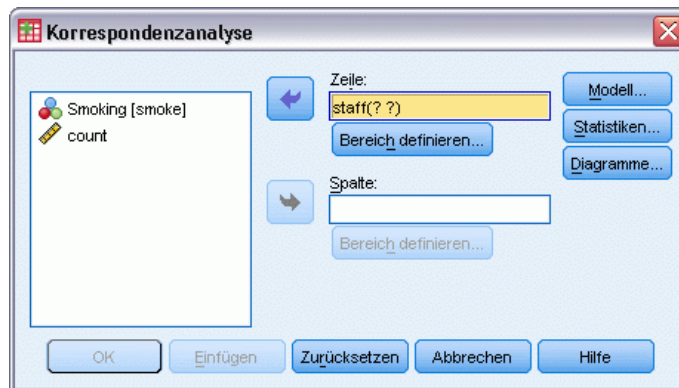 Korrespondenzanalyse
Smoking [smoke]
count
Zeile:
staff(? ?)
Bereich definieren...
Spalte:
Bereich definieren...
Modell...
Statistiken...
Diagramme...
OK
Einfügen
Zurücksetzen
Abbrechen
Hilfe